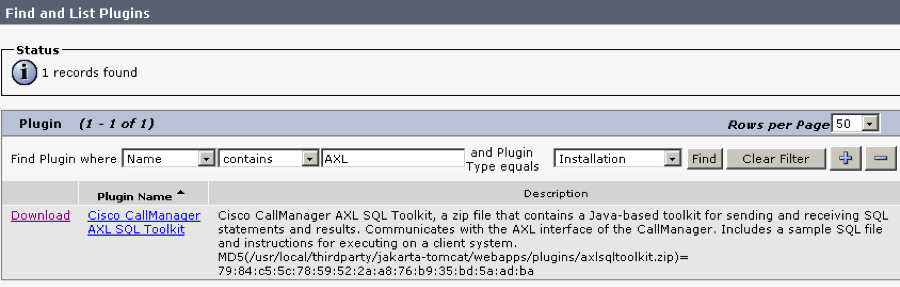 Find and List Plugins
Status
1 records found
Plugin (1 - 1 of 1) Rows per Page 50
Find Plugin where Name contains AXL and Plugin Type equals Installation Find Clear Filter
Plugin Name Description
Download Cisco CallManager AXL SQL Toolkit Cisco CallManager AXL SQL Toolkit, a zip file that contains a Java-based toolkit for sending and receiving SQL
statements and results. Communicates with the AXL interface of the CallManager. Includes a sample SQL file
and instructions for executing on a client system.
MD5(/usr/local/thirdparty/jakarta-tomcat/webapps/plugins/axlsqltoolkit.zip)=
79:84:c5:5c:78:59:52:2a:a8:76:b9:35:bd:5a:ad:ba